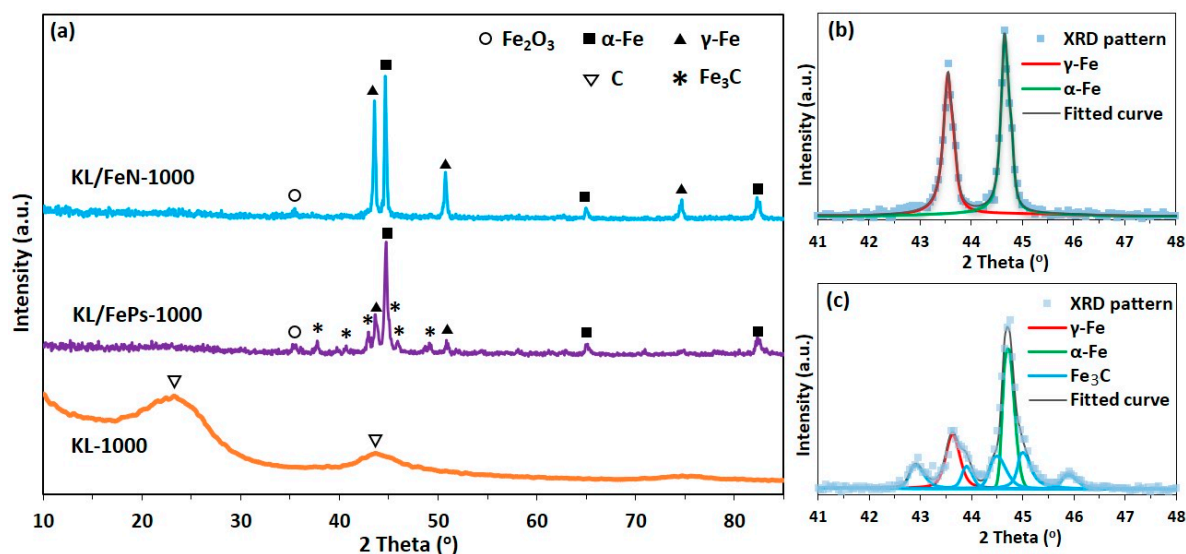 (a)
Fe₂O₃
α-Fe
γ-Fe
C
Fe₃C
KL/FeN-1000
KL/FePs-1000
KL-1000
Intensity (a.u.)
10 20 30 40 50 60 70 80
2 Theta (°)
(b)
XRD pattern
γ-Fe
α-Fe
Fitted curve
Intensity (a.u.)
41 42 43 44 45 46 47 48
2 Theta (°)
(c)
XRD pattern
γ-Fe
α-Fe
Fe₃C
Fitted curve
Intensity (a.u.)
41 42 43 44 45 46 47 48
2 Theta (°)